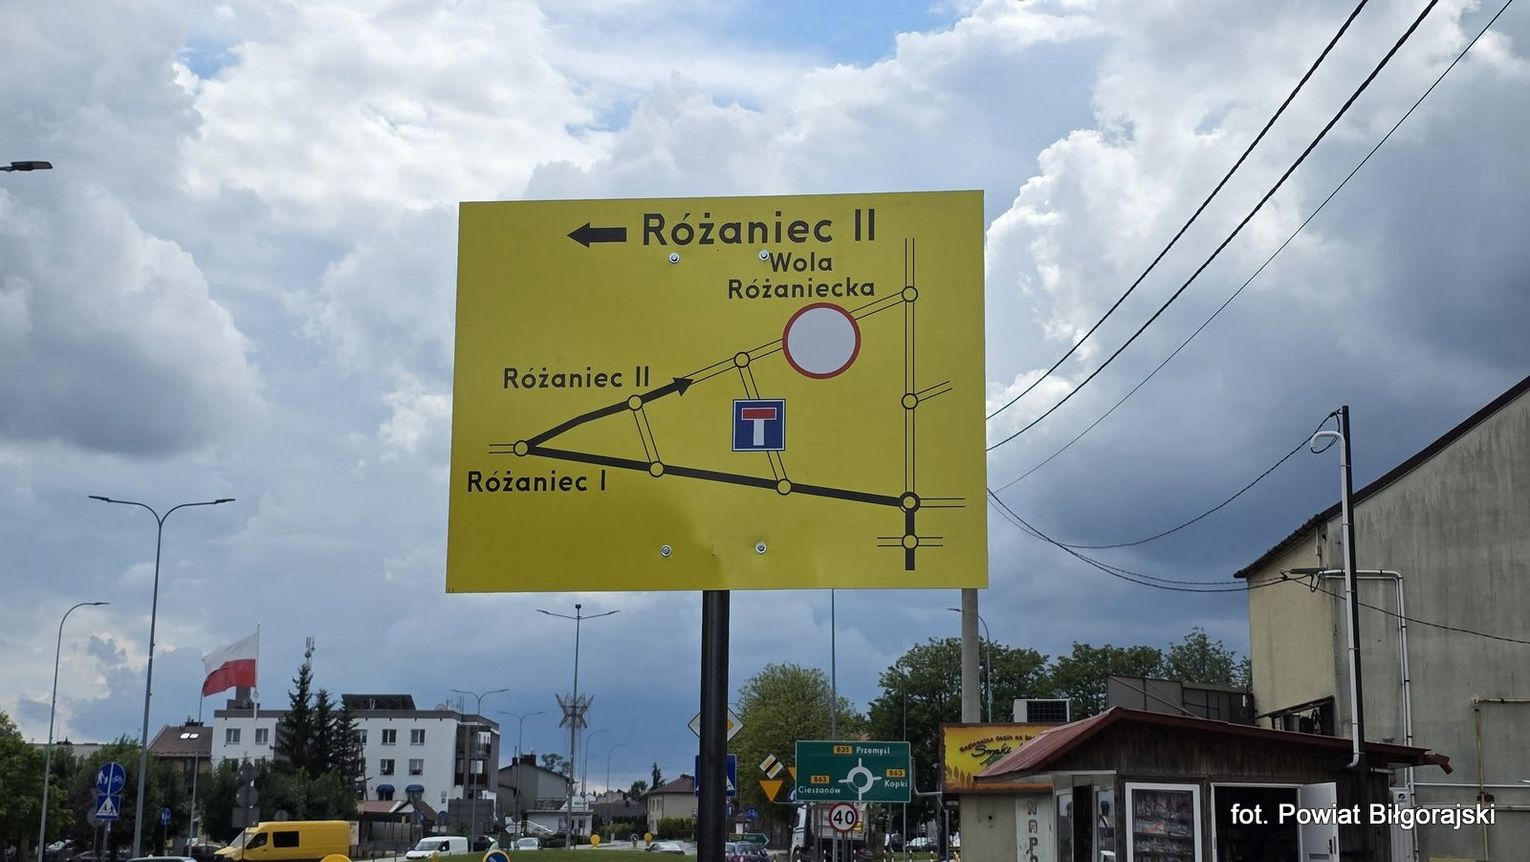 Różaniec II
Wola
Różaniecka
Różaniec II
Różaniec I
835 Przemyśl
863
Cieszanów
863
Kopki
40
fot. Powiat Biłgorajski